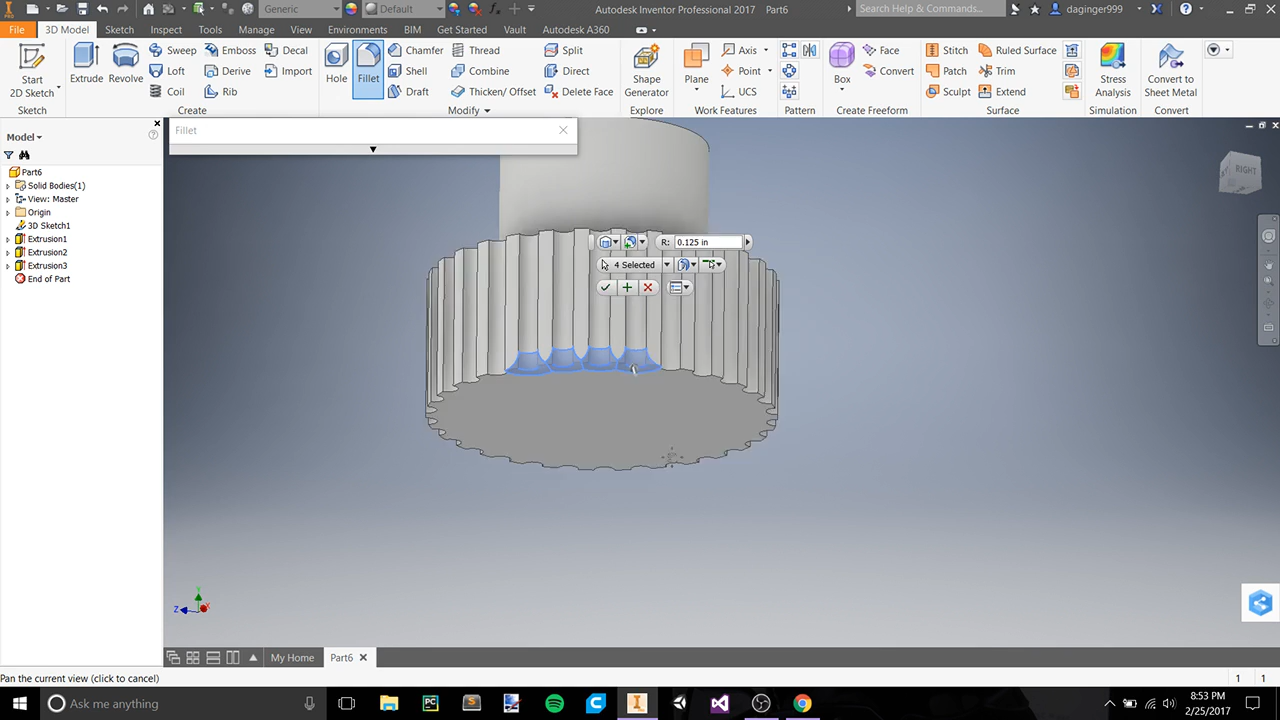 Generic
Default
Autodesk Inventor Professional 2017 Part6
Search Help & Commands...
daginger999
File
3D Model
Sketch
Inspect
Tools
Manage
View
Environments
BIM
Get Started
Vault
Autodesk A360
Start
2D Sketch
Sketch
Extrude
Revolve
Sweep
Loft
Coil
Emboss
Derive
Rib
Decal
Import
Create
Hole
Fillet
Chamfer
Shell
Draft
Thread
Combine
Thicken/ Offset
Split
Direct
Delete Face
Modify
Shape
Generator
Explore
Plane
Axis
Point
UCS
Work Features
Pattern
Box
Face
Convert
Create Freeform
Stitch
Patch
Sculpt
Ruled Surface
Trim
Extend
Surface
Stress
Analysis
Simulation
Convert to
Sheet Metal
Convert
Model
Part6
Solid Bodies(1)
View: Master
Origin
3D Sketch1
Extrusion1
Extrusion2
Extrusion3
End of Part
Fillet
R: 0.125 in
4 Selected
RIGHT
Y
Z
X
My Home
Part6
Pan the current view (click to cancel)
1
1
Ask me anything
8:53 PM
2/25/2017